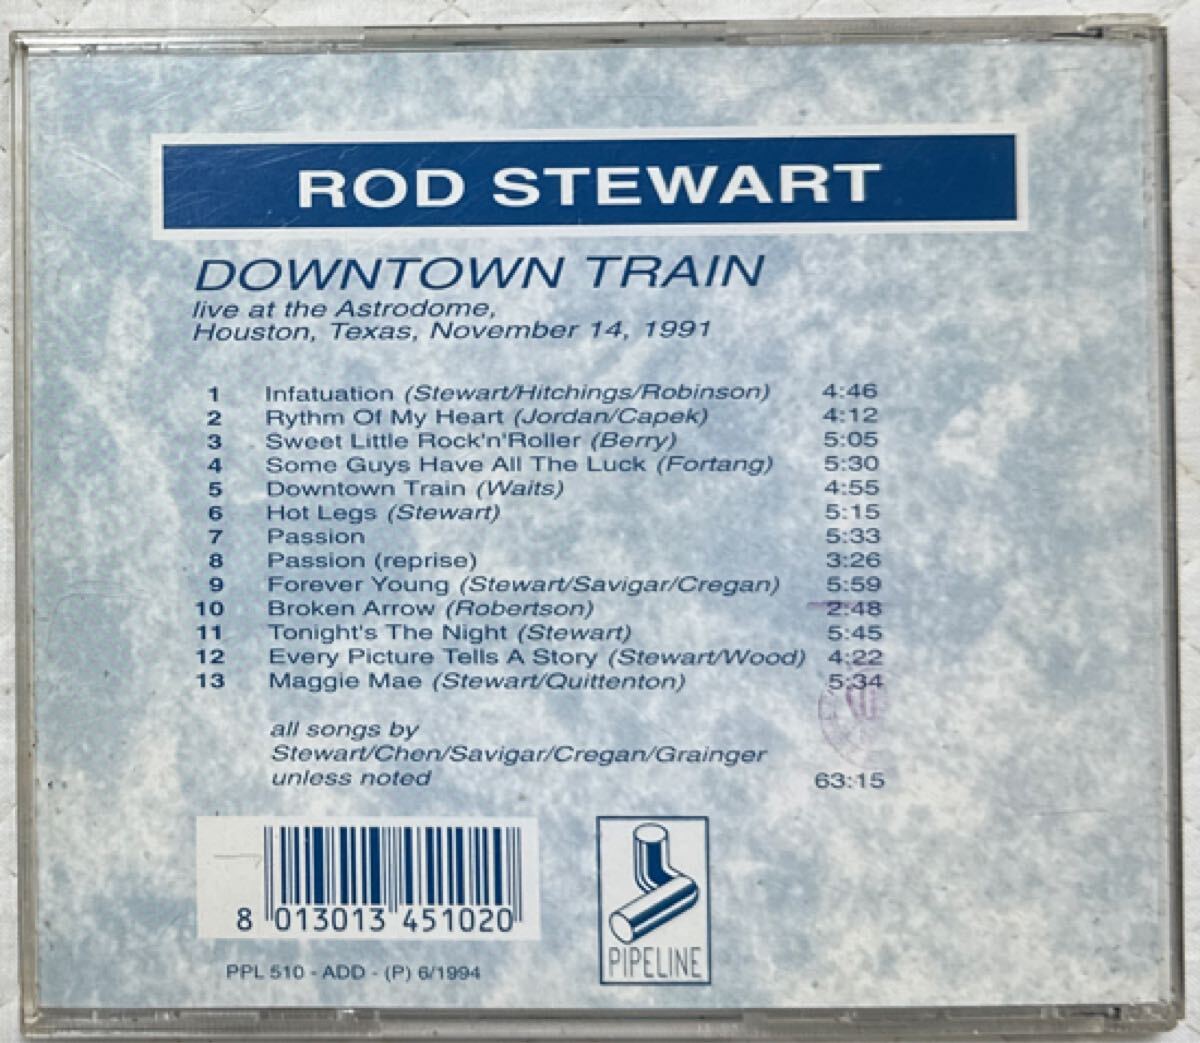 ROD STEWART
DOWNTOWN TRAIN
live at the Astrodome,
Houston, Texas, November 14, 1991
1 Infatuation (Stewart/Hitchings/Robinson) 4:46
2 Rythm Of My Heart (Jordan/Capek) 4:12
3 Sweet Little Rock'n'Roller (Berry) 5:05
4 Some Guys Have All The Luck (Fortang) 5:30
5 Downtown Train (Waits) 4:55
6 Hot Legs (Stewart) 5:15
7 Passion 5:33
8 Passion (reprise) 3:26
9 Forever Young (Stewart/Savigar/Cregan) 5:59
10 Broken Arrow (Robertson) 2:48
11 Tonight's The Night (Stewart) 5:45
12 Every Picture Tells A Story (Stewart/Wood) 4:22
13 Maggie Mae (Stewart/Quittenton) 5:34
all songs by
Stewart/Chen/Savigar/Cregan/Grainger
unless noted 63:15
8 013013 451020
PIPELINE
PPL 510 - ADD - (P) 6/1994